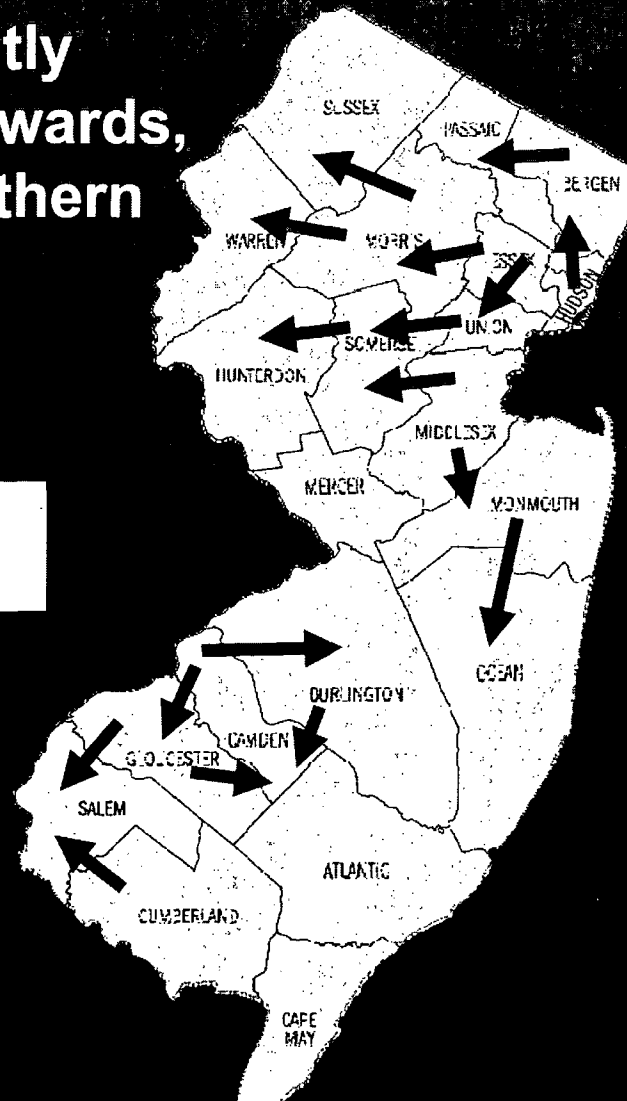 tly
wards,
thern
SUSSEX
PASSAIC
BERGEN
WARREN
MORRIS
ESSEX
HUDSON
UNION
SOMERSE
HUNTERDON
MIDDLESEX
MERCER
MONMOUTH
OCEAN
BURLINGTON
CAMDEN
GLOUCESTER
SALEM
ATLANTIC
CUMBERLAND
CAPE
MAY